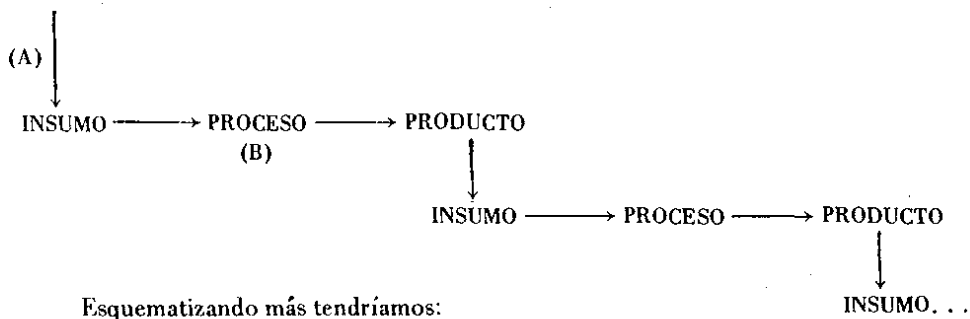 (A)
INSUMO PROCESO PRODUCTO
(B)
INSUMO PROCESO PRODUCTO
Esquematizando más tendríamos: INSUMO. . .